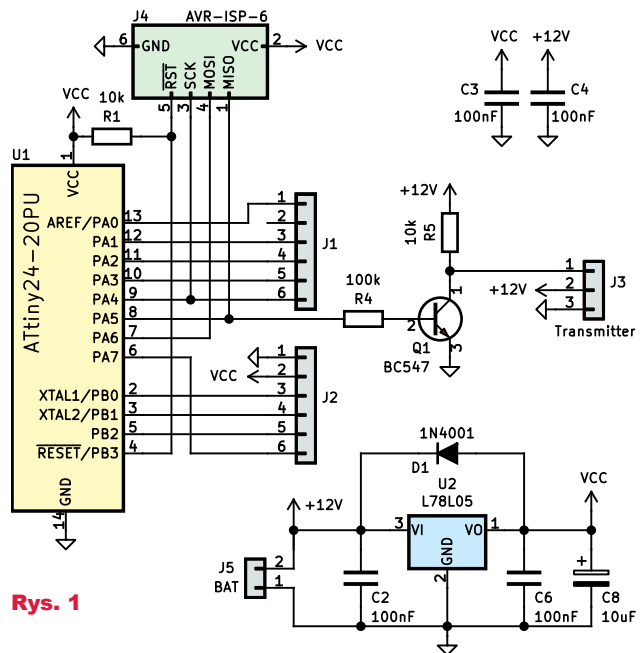 J4 AVR-ISP-6
6 GND VCC 2 VCC
RST SCK MOSI MISO
5 3 4 1
VCC
10k
R1
U1
1
VCC
ATtiny24-20PU
AREF/PA0 13
PA1 12
PA2 11
PA3 10
PA4 9
PA5 8
PA6 7
PA7 6
XTAL1/PB0 2
XTAL2/PB1 3
PB2 5
RESET/PB3 4
GND
14
1
2
3
4
5
6
J1
1
VCC 2
3
4
5
6
J2
VCC +12V
C3 C4
100nF 100nF
+12V
10k
R5
100k
R4
1
2
3
Q1
BC547
1
+12V 2
3
J3
Transmitter
1N4001
D1
U2
L78L05
+12V
3 VI VO 1
GND
2
VCC
J5
BAT
2
1
C2
100nF
C6
100nF
+
C8
10uF
Rys. 1